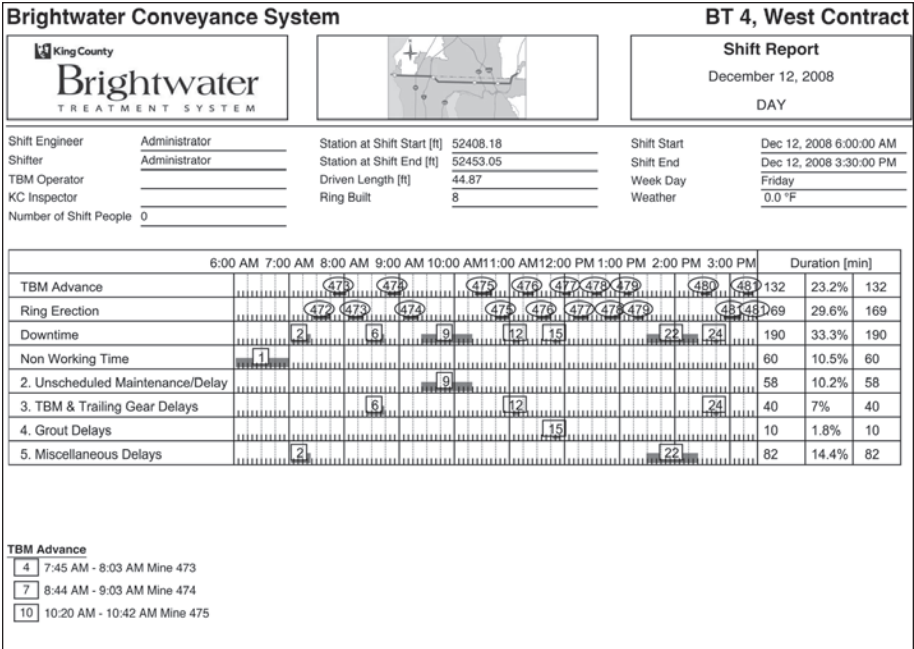 Brightwater Conveyance System BT 4, West Contract
King County
Brightwater
TREATMENT SYSTEM
Shift Report
December 12, 2008
DAY
Shift Engineer Administrator Station at Shift Start [ft] 52408.18 Shift Start Dec 12, 2008 6:00:00 AM
Shifter Administrator Station at Shift End [ft] 52453.05 Shift End Dec 12, 2008 3:30:00 PM
TBM Operator Driven Length [ft] 44.87 Week Day Friday
KC Inspector Ring Built 8 Weather 0.0 °F
Number of Shift People 0
6:00 AM 7:00 AM 8:00 AM 9:00 AM 10:00 AM 11:00 AM 12:00 PM 1:00 PM 2:00 PM 3:00 PM Duration [min]
TBM Advance 473 474 475 476 477 478 479 480 481 132 23.2% 132
Ring Erection 472 473 474 475 476 477 478 479 481 481 169 29.6% 169
Downtime 2 6 9 12 15 22 24 190 33.3% 190
Non Working Time 1 60 10.5% 60
2. Unscheduled Maintenance/Delay 9 58 10.2% 58
3. TBM & Trailing Gear Delays 6 12 24 40 7% 40
4. Grout Delays 15 10 1.8% 10
5. Miscellaneous Delays 2 22 82 14.4% 82
TBM Advance
4 7:45 AM - 8:03 AM Mine 473
7 8:44 AM - 9:03 AM Mine 474
10 10:20 AM - 10:42 AM Mine 475